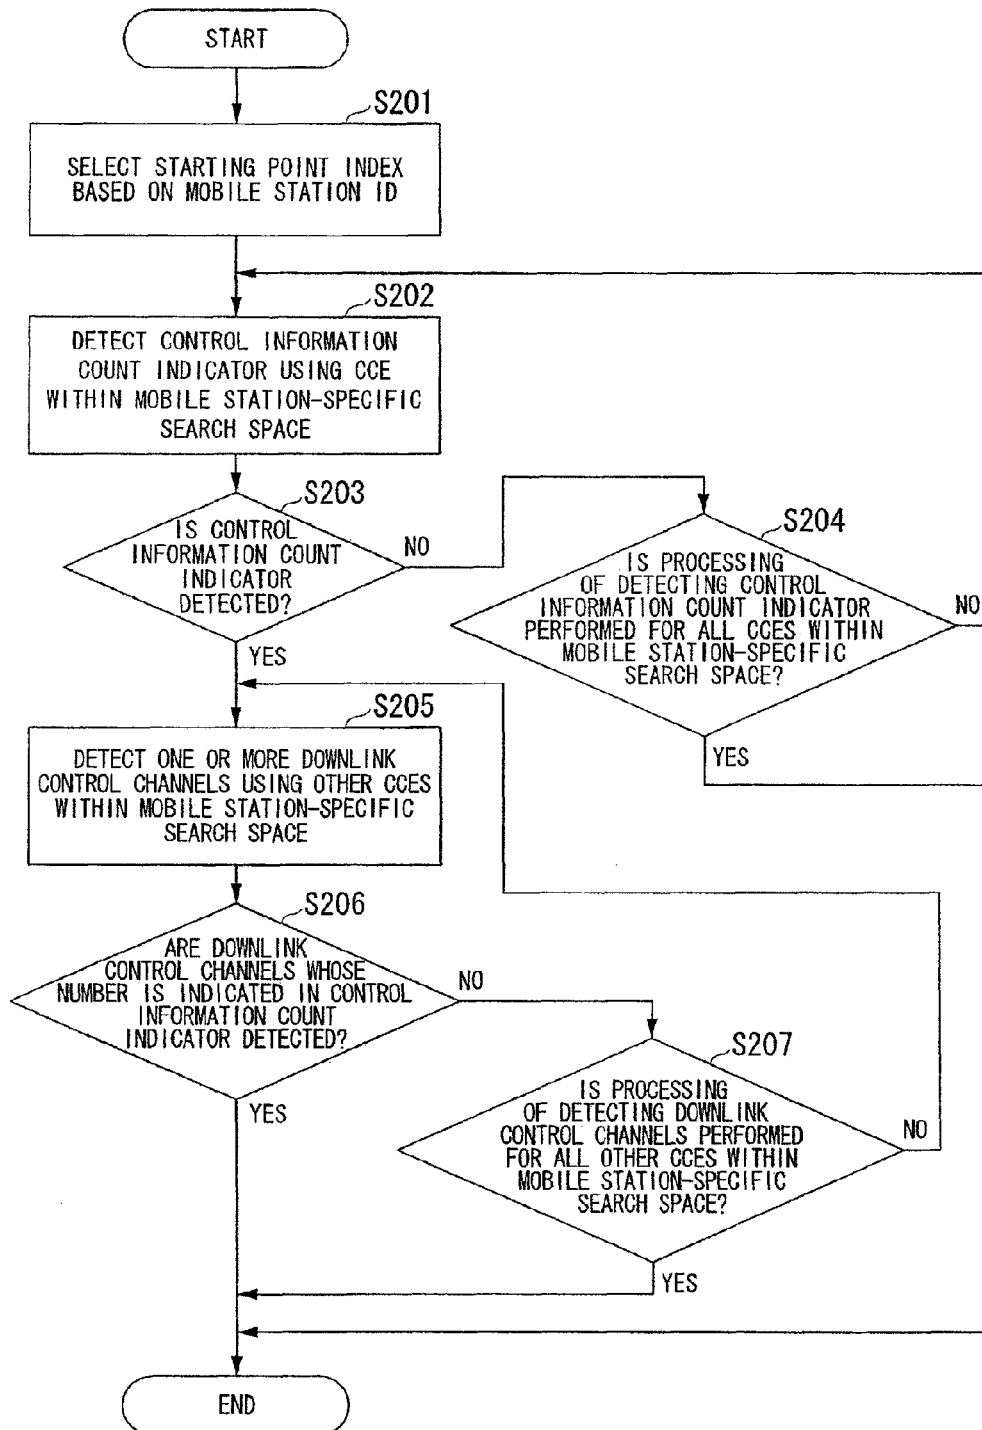 START
S201
SELECT STARTING POINT INDEX
BASED ON MOBILE STATION ID
S202
DETECT CONTROL INFORMATION
COUNT INDICATOR USING CCE
WITHIN MOBILE STATION-SPECIFIC
SEARCH SPACE
S203
IS CONTROL
INFORMATION COUNT
INDICATOR
DETECTED?
NO
YES
S204
IS PROCESSING
OF DETECTING CONTROL
INFORMATION COUNT INDICATOR
PERFORMED FOR ALL CCES WITHIN
MOBILE STATION-SPECIFIC
SEARCH SPACE?
NO
YES
S205
DETECT ONE OR MORE DOWNLINK
CONTROL CHANNELS USING OTHER CCES
WITHIN MOBILE STATION-SPECIFIC
SEARCH SPACE
S206
ARE DOWNLINK
CONTROL CHANNELS WHOSE
NUMBER IS INDICATED IN CONTROL
INFORMATION COUNT
INDICATOR DETECTED?
NO
YES
S207
IS PROCESSING
OF DETECTING DOWNLINK
CONTROL CHANNELS PERFORMED
FOR ALL OTHER CCES WITHIN
MOBILE STATION-SPECIFIC
SEARCH SPACE?
NO
YES
END